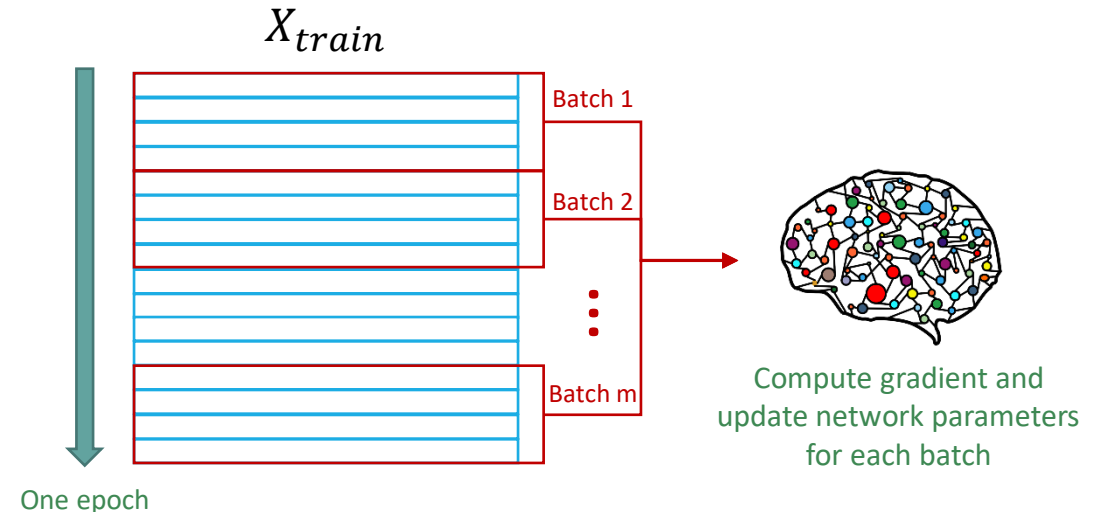 X_train
Batch 1
Batch 2
Batch m
Compute gradient and
update network parameters
for each batch
One epoch